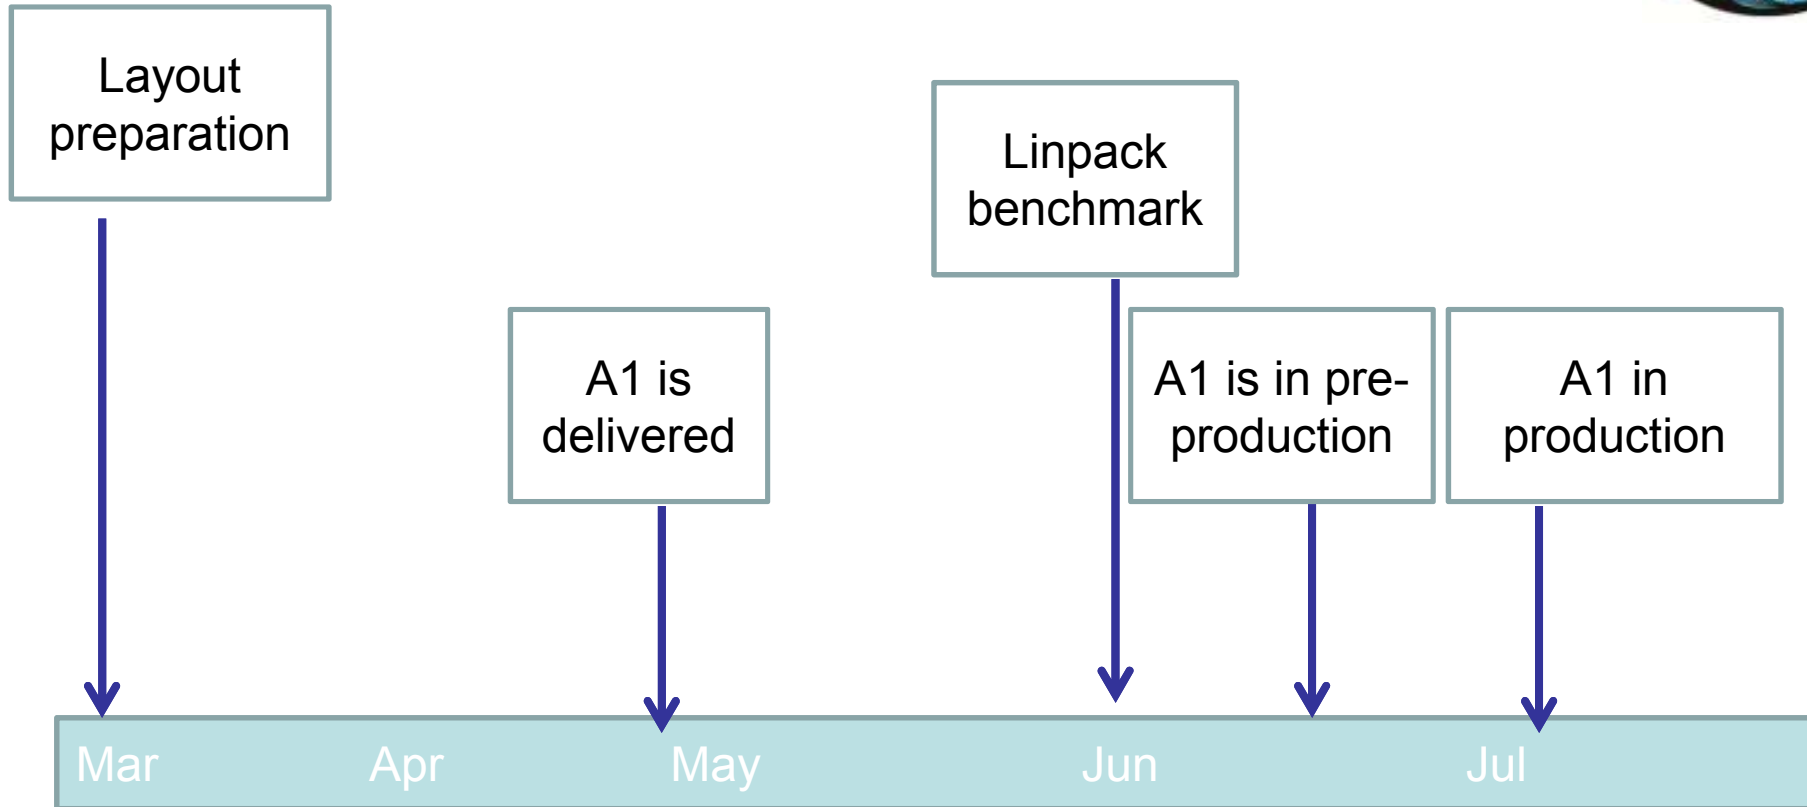 Layout
preparation
Linpack
benchmark
A1 is
delivered
A1 is in pre-
production
A1 in
production
Mar Apr May Jun Jul